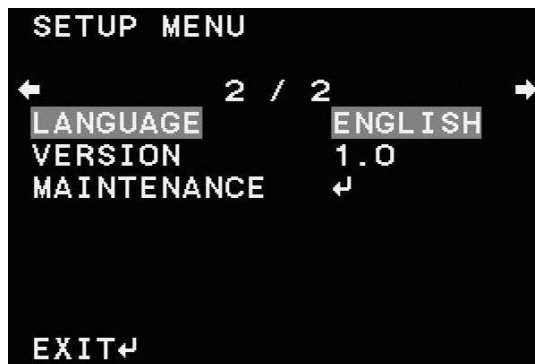 SETUP MENU
← 2 / 2 →
LANGUAGE ENGLISH
VERSION 1.0
MAINTENANCE ↵
EXIT↵